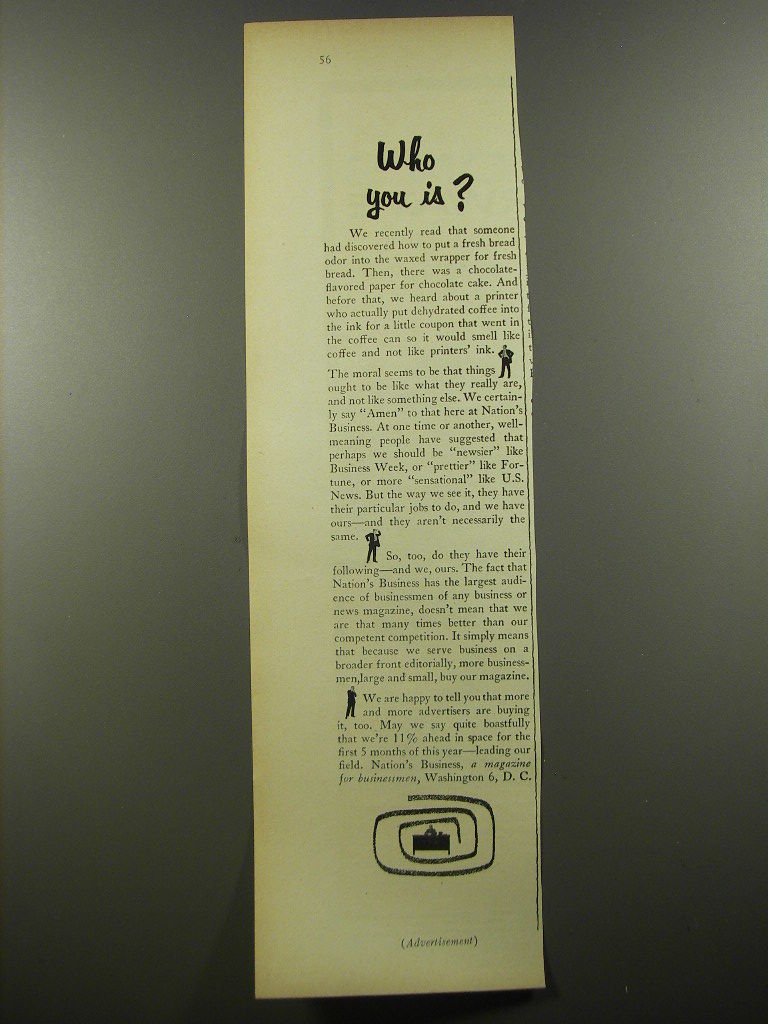 56
Who
you is?
We recently read that someone
had discovered how to put a fresh bread
odor into the waxed wrapper for fresh
bread. Then, there was a chocolate-
flavored paper for chocolate cake. And
before that, we heard about a printer
who actually put dehydrated coffee into
the ink for a little coupon that went in
the coffee can so it would smell like
coffee and not like printers' ink.
The moral seems to be that things
ought to be like what they really are,
and not like something else. We certain-
ly say “Amen” to that here at Nation's
Business. At one time or another, well-
meaning people have suggested that
perhaps we should be “newsier” like
Business Week, or “prettier” like For-
tune, or more “sensational” like U.S.
News. But the way we see it, they have
their particular jobs to do, and we have
ours—and they aren't necessarily the
same.
So, too, do they have their
following—and we, ours. The fact that
Nation's Business has the largest audi-
ence of businessmen of any business or
news magazine, doesn't mean that we
are that many times better than our
competent competition. It simply means
that because we serve business on a
broader front editorially, more business-
men,large and small, buy our magazine.
We are happy to tell you that more
and more advertisers are buying
it, too. May we say quite boastfully
that we're 11% ahead in space for the
first 5 months of this year—leading our
field. Nation's Business, a magazine
for businessmen, Washington 6, D. C.
(Advertisement)